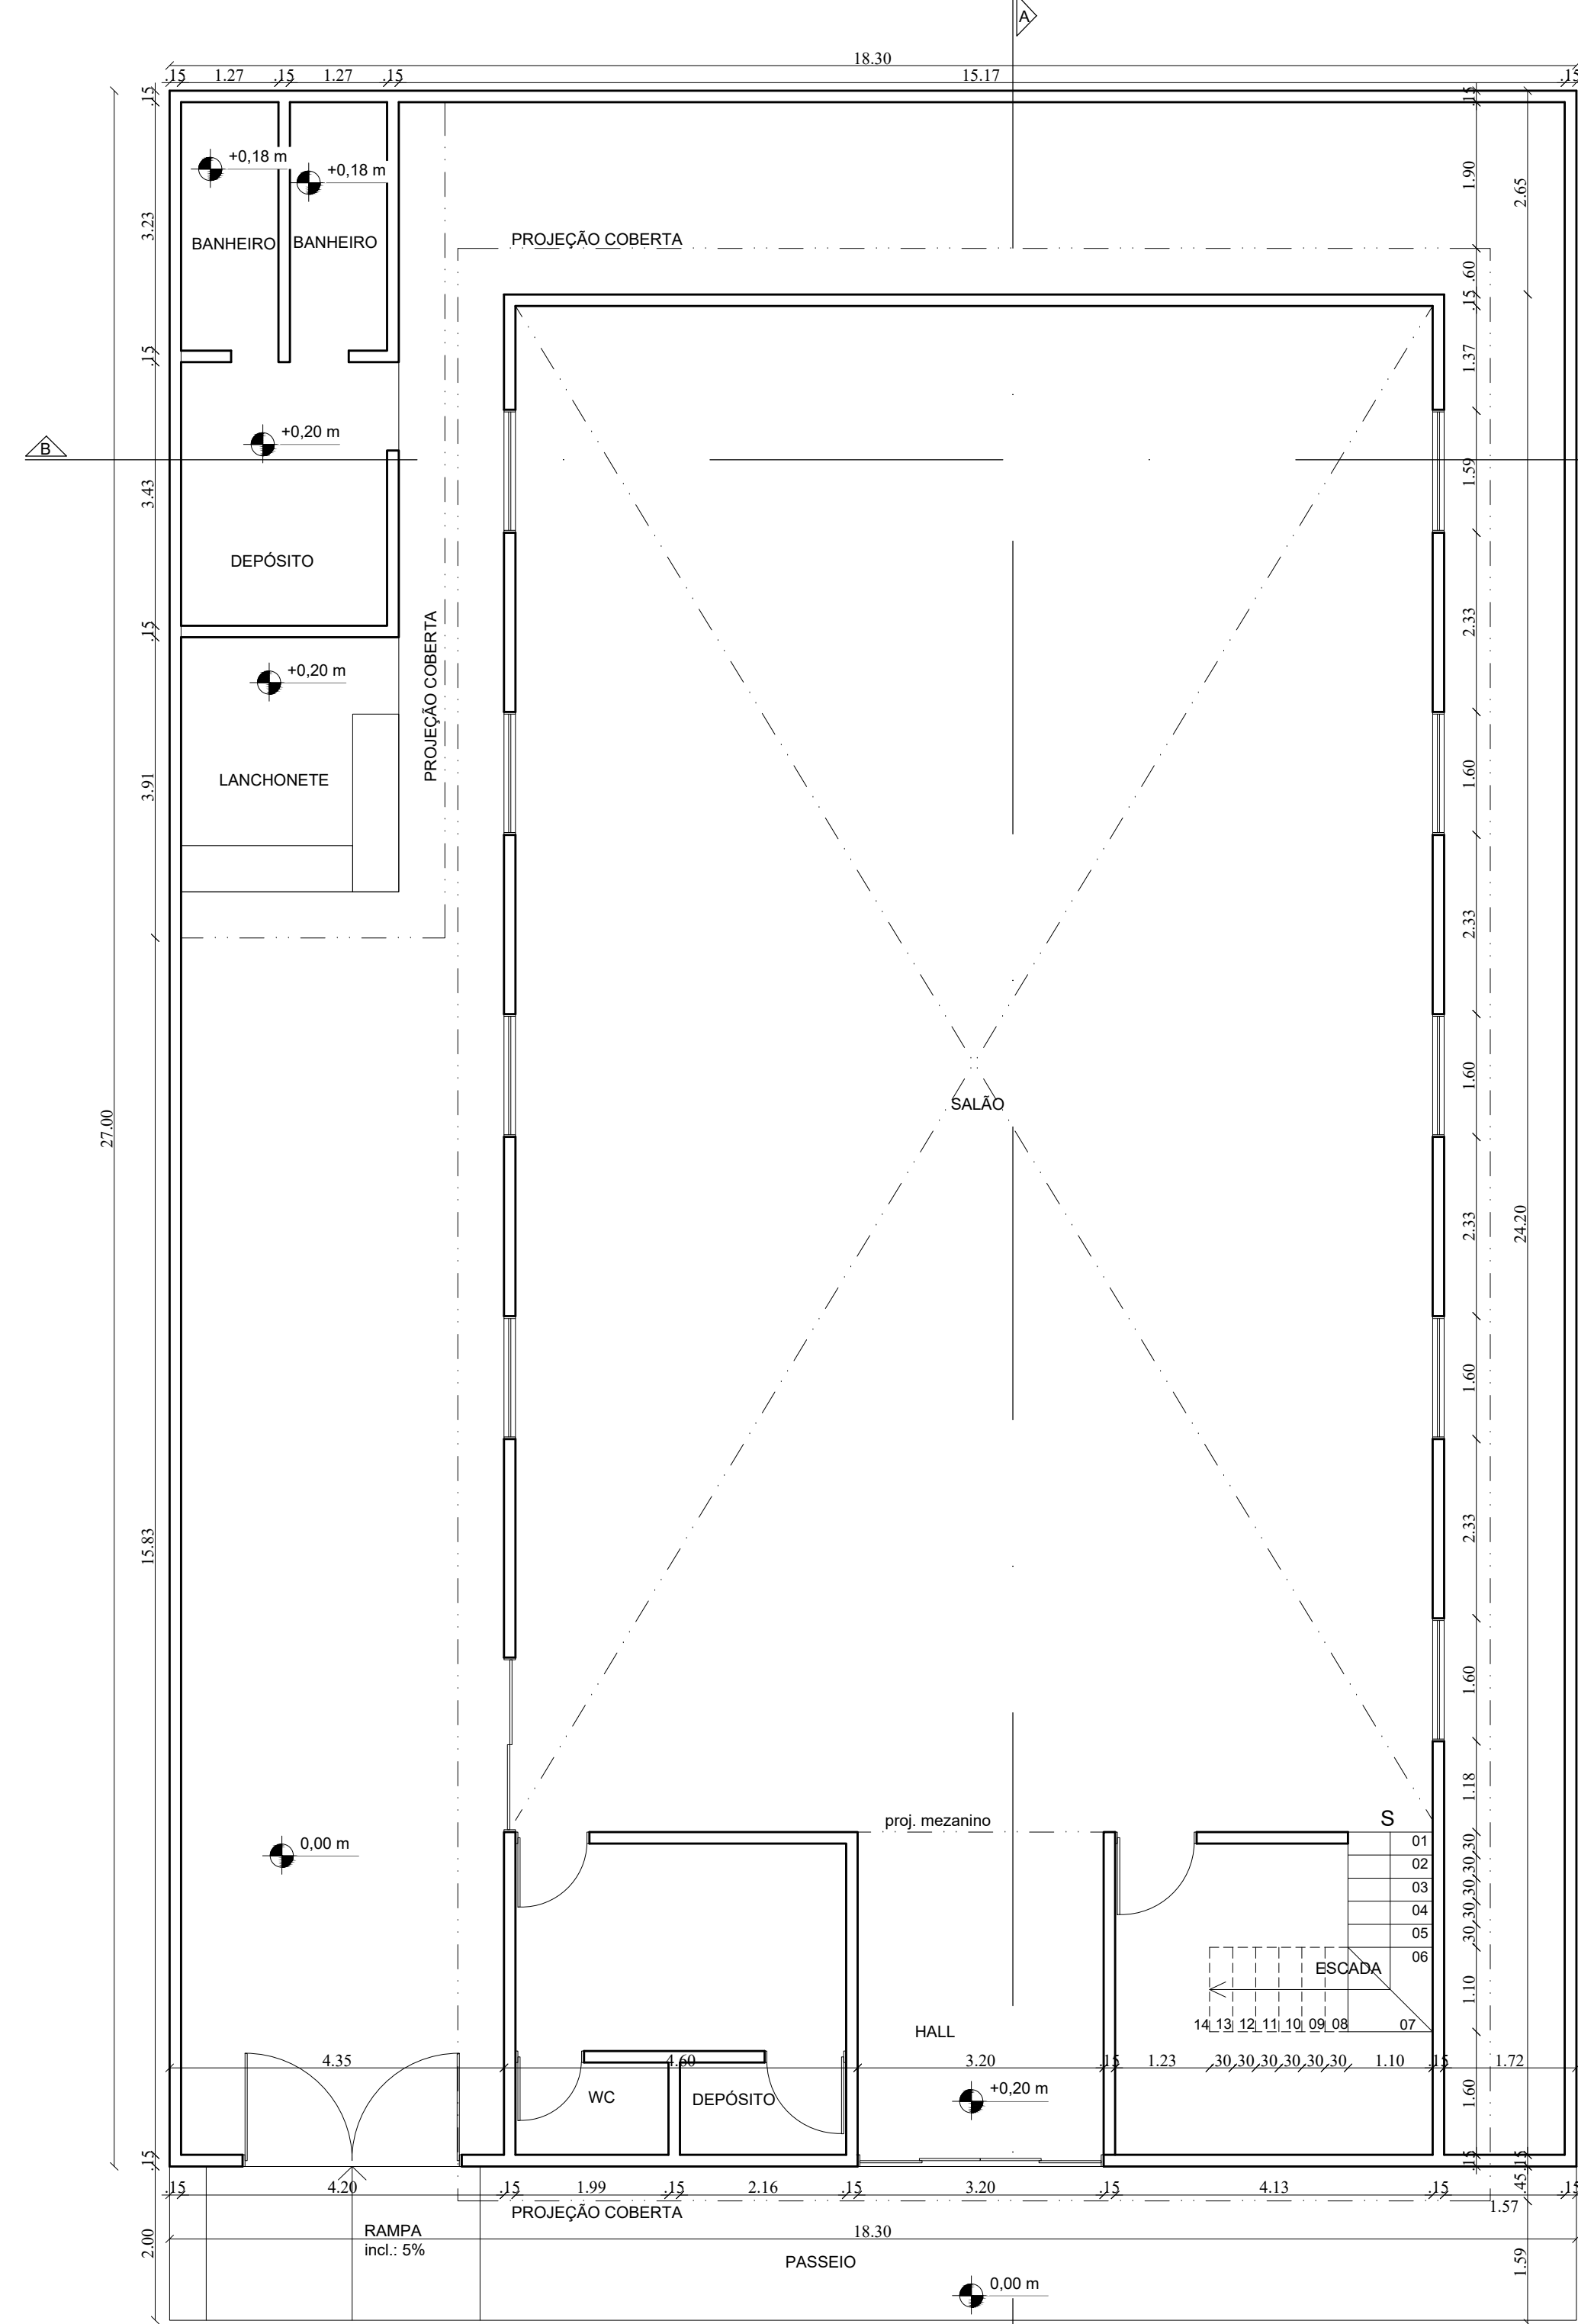 A
18.30
.15 1.27 .15 1.27 .15 15.17 .15
.15
.15
+0,18 m
+0,18 m
1.90
2.65
3.23
BANHEIRO
BANHEIRO
PROJEÇÃO COBERTA
.60
.15
.15
1.37
+0,20 m
B
1.59
3.43
DEPÓSITO
.15
2.33
PROJEÇÃO COBERTA
+0,20 m
LANCHONETE
3.91
1.60
2.33
27.00
1.60
SALÃO
2.33
24.20
1.60
15.83
2.33
1.60
1.18
proj. mezanino
S
0,00 m
01
02
03
04
05
06
.30
.30
.30
.30
.30
ESCADA
1.10
14 13 12 11 10 09 08 07
HALL
4.35 4.60 3.20 .15 1.23 .30 .30 .30 .30 .30 .30 1.10 .15 1.72
WC
DEPÓSITO
+0,20 m
1.60
.15
.15
.15
.45
.15 4.20 .15 1.99 .15 2.16 .15 3.20 .15 4.13 .15 1.57 .15
PROJEÇÃO COBERTA
RAMPA
incl.: 5%
18.30
2.00
PASSEIO
1.59
0,00 m